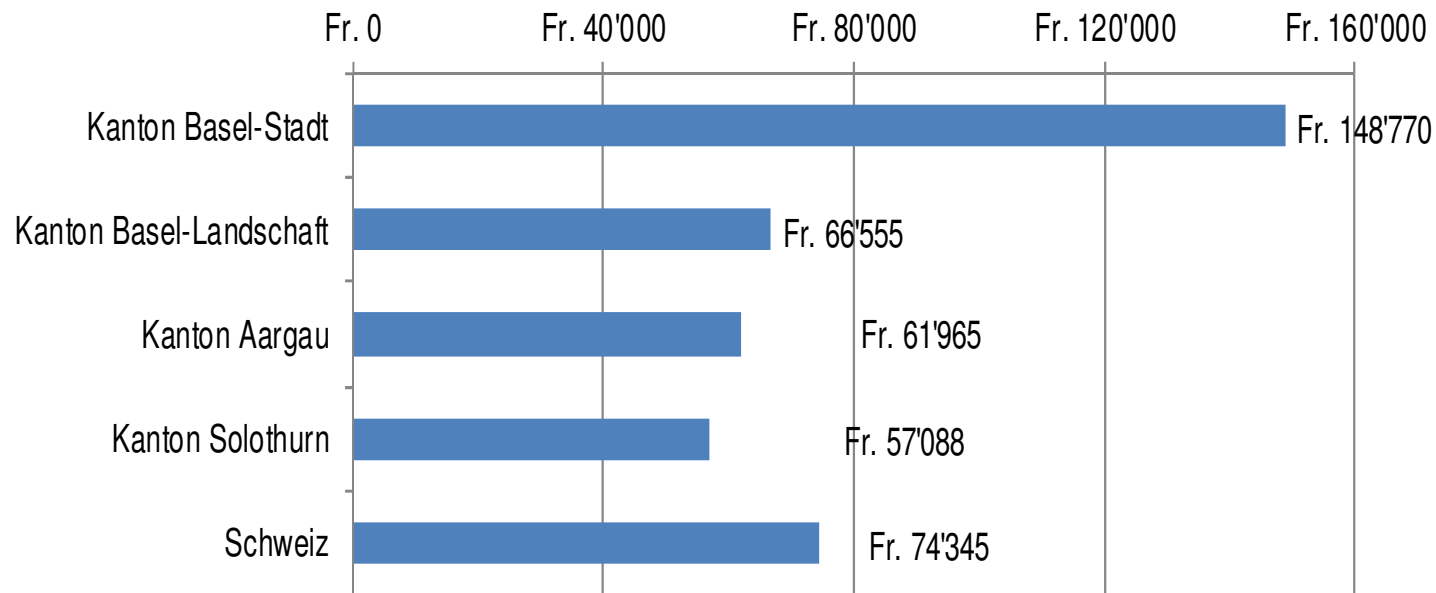 Fr. 0 Fr. 40'000 Fr. 80'000 Fr. 120'000 Fr. 160'000
Kanton Basel-Stadt Fr. 148'770
Kanton Basel-Landschaft Fr. 66'555
Kanton Aargau Fr. 61'965
Kanton Solothurn Fr. 57'088
Schweiz Fr. 74'345